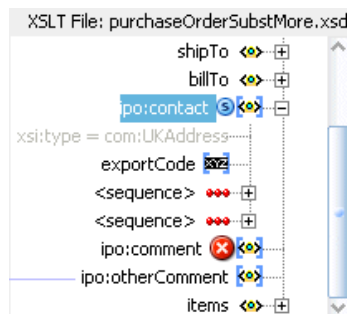 XSLT File: purchaseOrderSubstMore.xsd
shipTo
billTo
ipo:contact S
xsi:type = com:UKAddress
exportCode XYZ
<sequence>
<sequence>
ipo:comment
ipo:otherComment
items